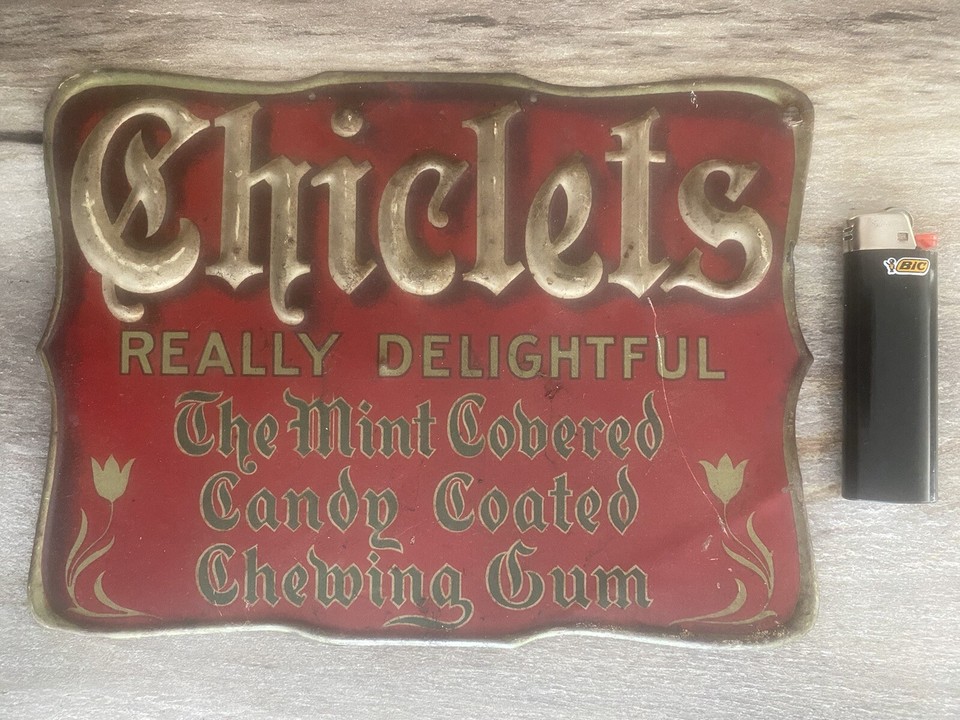 Chiclets
REALLY DELIGHTFUL
The Mint Covered
Candy Coated
Chewing Gum
BIC